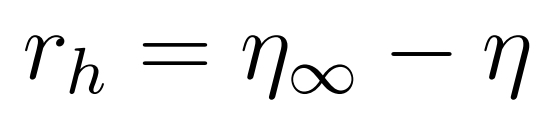 r_h = η_∞ − η